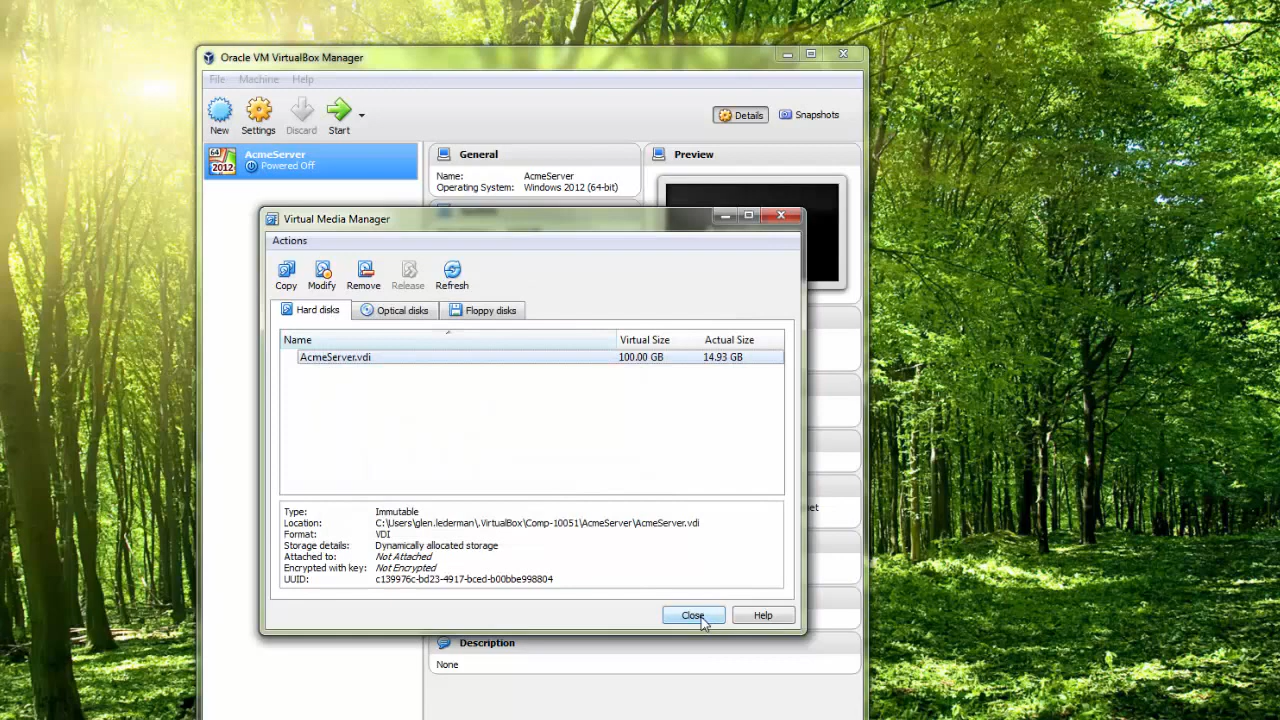 Oracle VM VirtualBox Manager
File Machine Help
New Settings Discard Start
Details Snapshots
64
2012
AcmeServer
Powered Off
General
Name: AcmeServer
Operating System: Windows 2012 (64-bit)
Preview
Virtual Media Manager
Actions
Copy Modify Remove Release Refresh
Hard disks Optical disks Floppy disks
Name Virtual Size Actual Size
AcmeServer.vdi 100.00 GB 14.93 GB
Type: Immutable
Location: C:\Users\glen.lederman\.VirtualBox\Comp-10051\AcmeServer\AcmeServer.vdi
Format: VDI
Storage details: Dynamically allocated storage
Attached to: Not Attached
Encrypted with key: Not Encrypted
UUID: c139976c-bd23-4917-bced-b00bbe998804
Close Help
Description
None